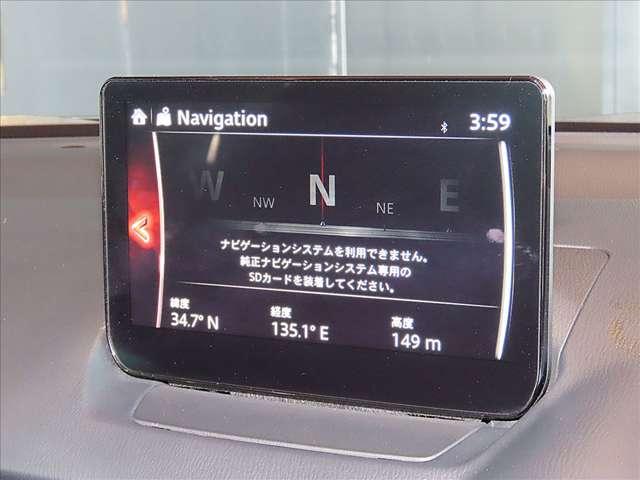 Navigation
3:59
W NW N NE E
ナビゲーションシステムを利用できません。
純正ナビゲーションシステム専用の
SDカードを装着してください。
緯度 経度 高度
34.7° N 135.1° E 149 m